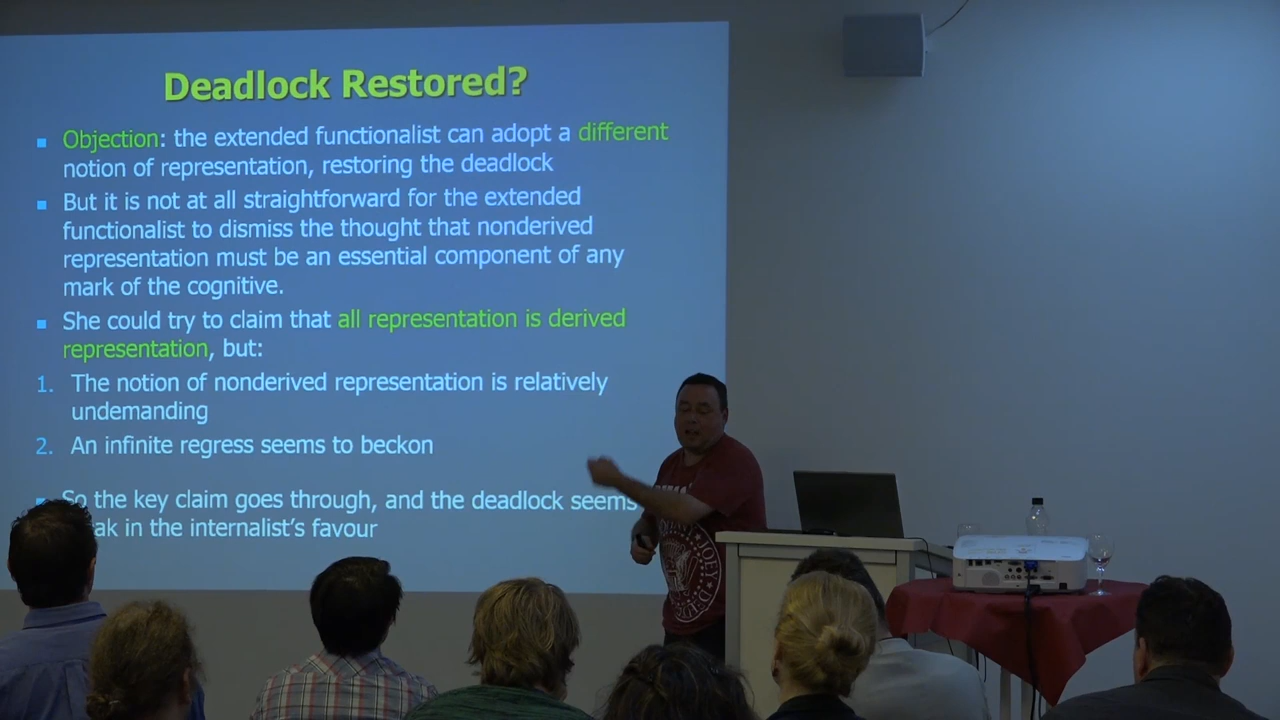 Deadlock Restored?
Objection: the extended functionalist can adopt a different
notion of representation, restoring the deadlock
But it is not at all straightforward for the extended
functionalist to dismiss the thought that nonderived
representation must be an essential component of any
mark of the cognitive.
She could try to claim that all representation is derived
representation, but:
1. The notion of nonderived representation is relatively
undemanding
2. An infinite regress seems to beckon
So the key claim goes through, and the deadlock seems
in the internalist's favour
JOEY